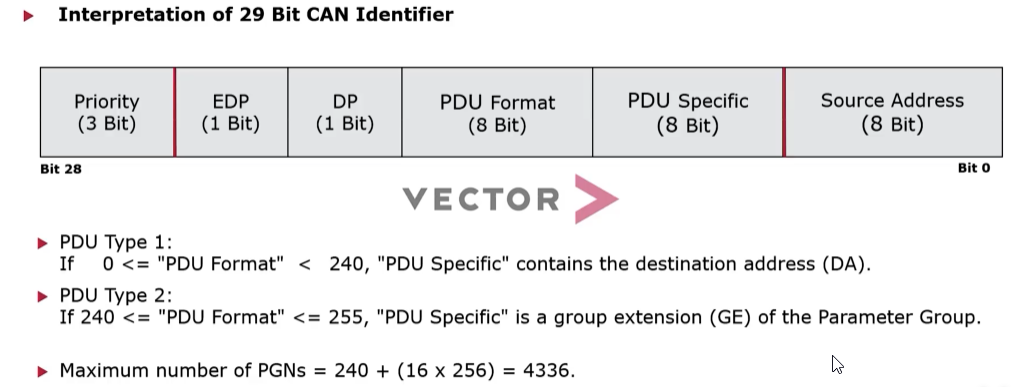 Interpretation of 29 Bit CAN Identifier
Priority EDP DP PDU Format PDU Specific Source Address
(3 Bit) (1 Bit) (1 Bit) (8 Bit) (8 Bit) (8 Bit)
Bit 28 Bit 0
VECTOR
PDU Type 1:
If 0 <= "PDU Format" < 240, "PDU Specific" contains the destination address (DA).
PDU Type 2:
If 240 <= "PDU Format" <= 255, "PDU Specific" is a group extension (GE) of the Parameter Group.
Maximum number of PGNs = 240 + (16 x 256) = 4336.